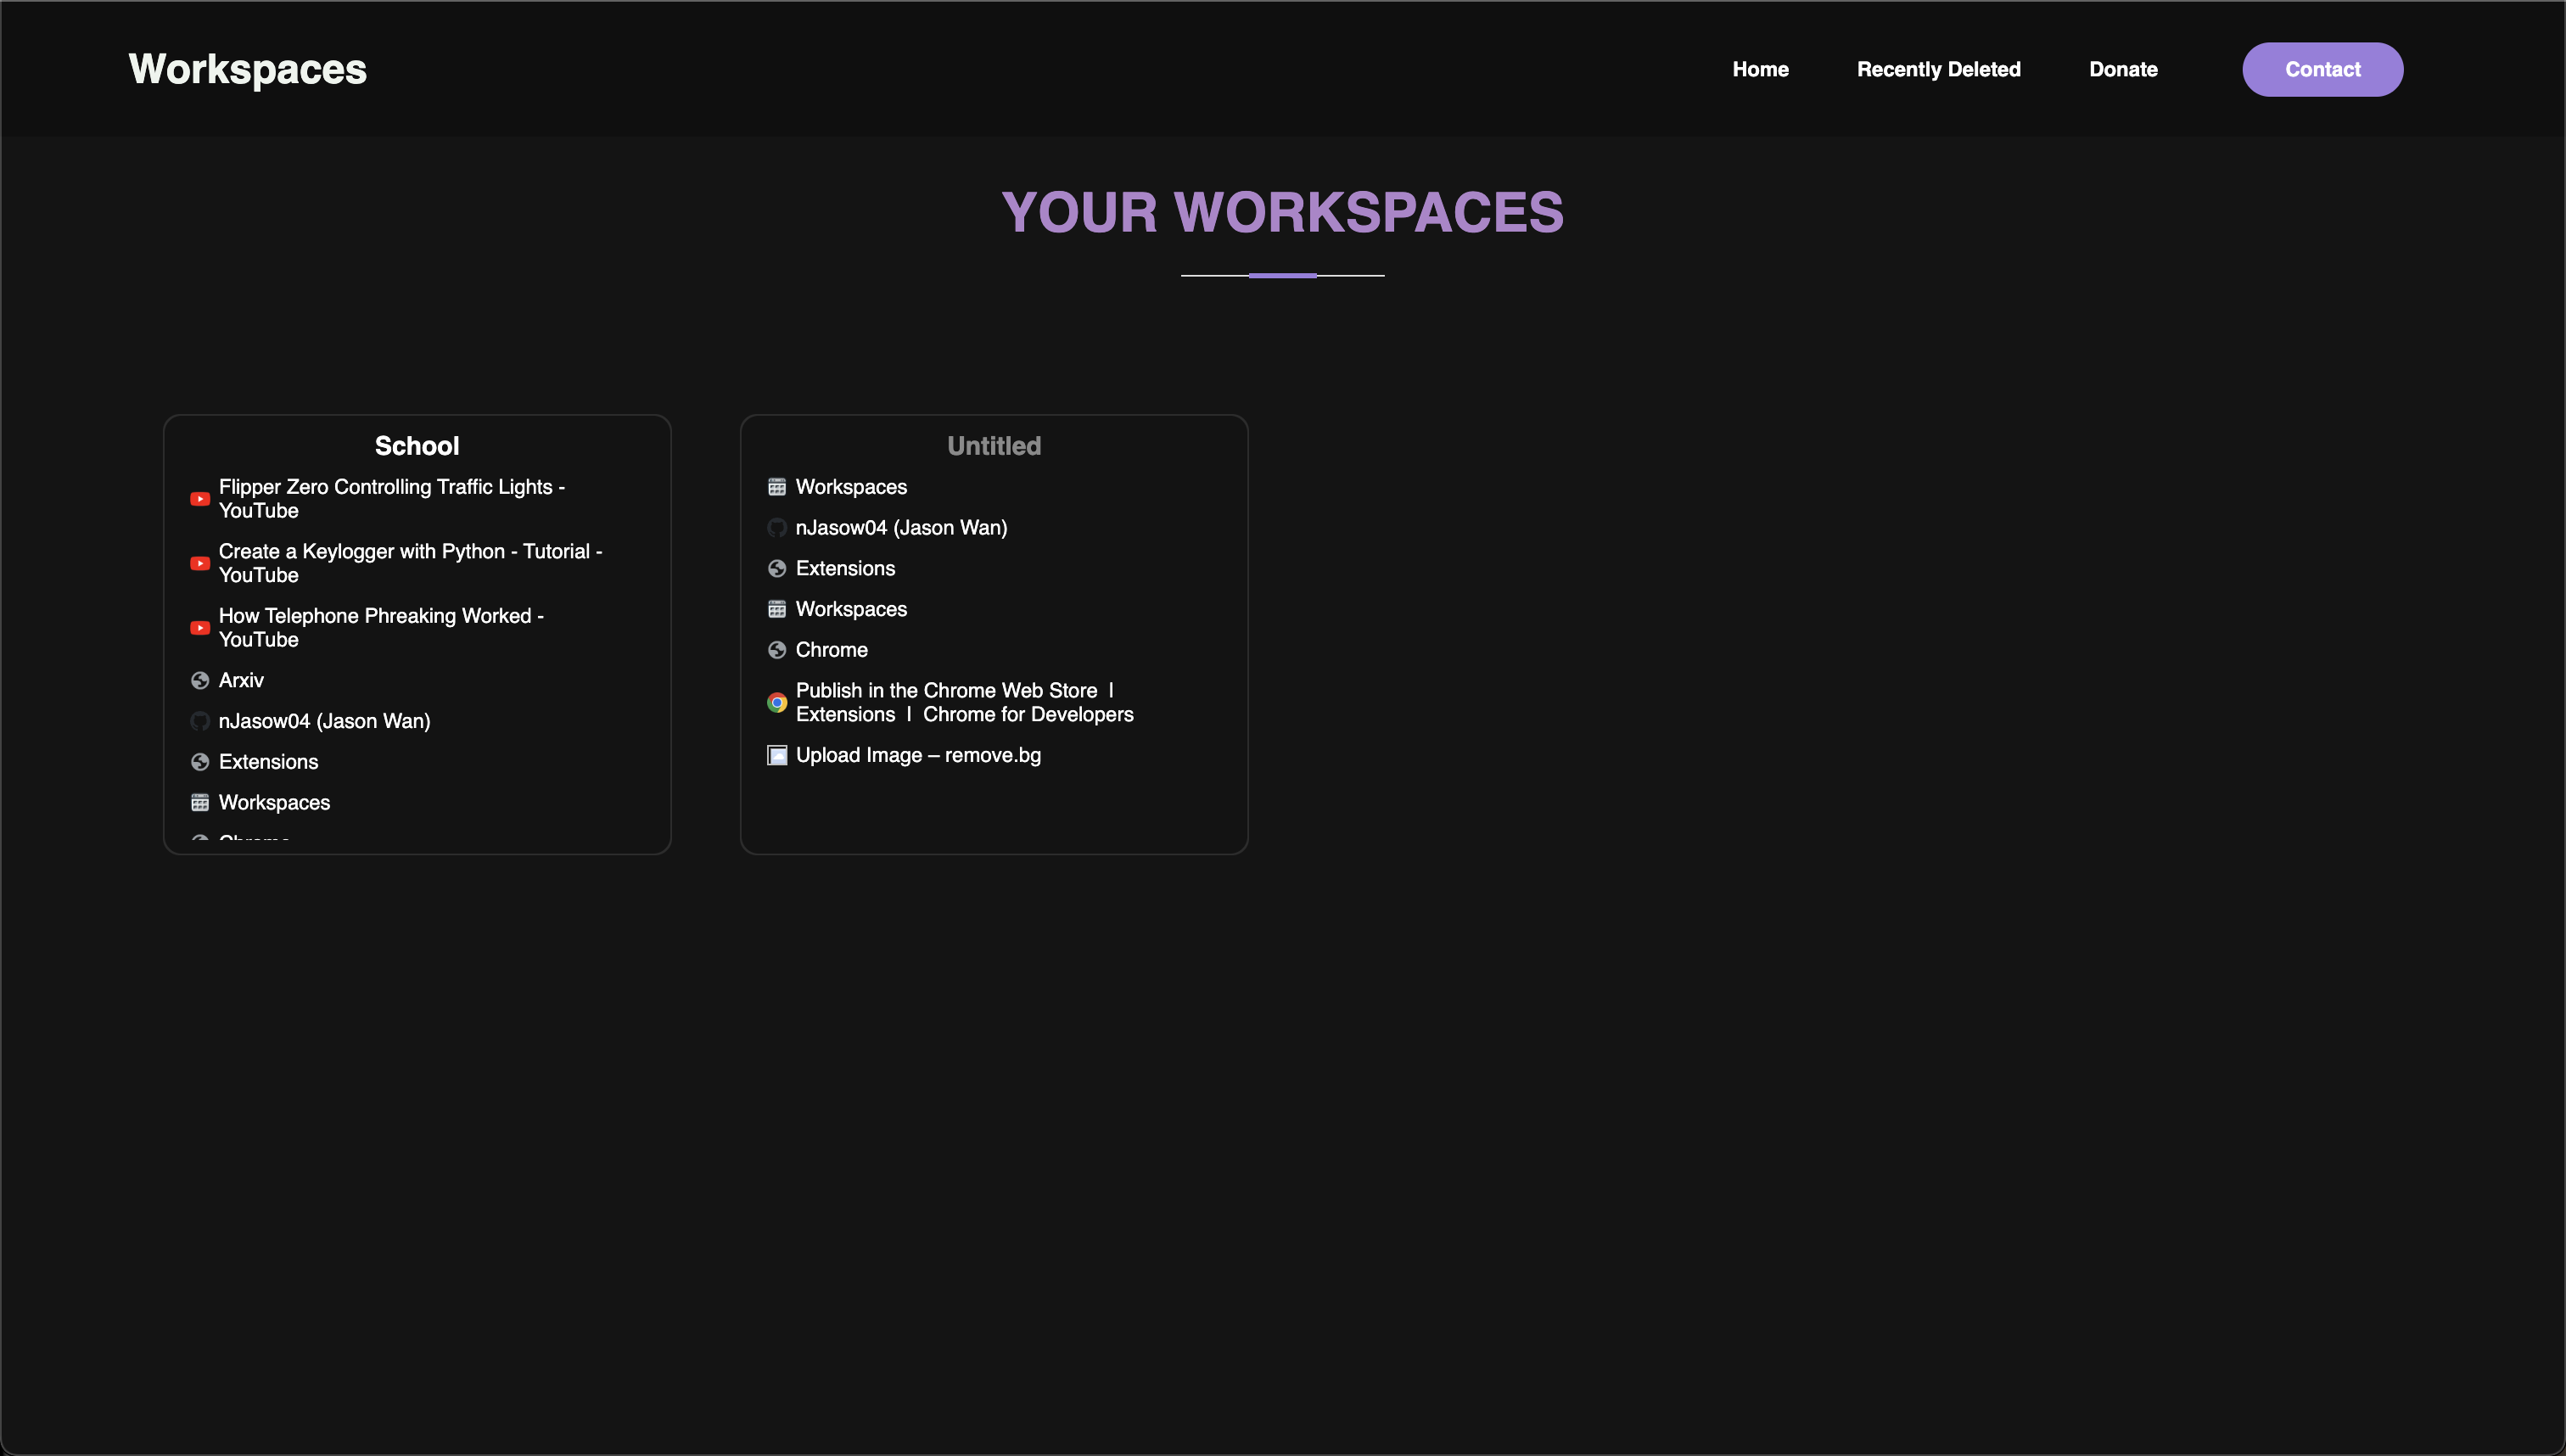 Workspaces
Home
Recently Deleted
Donate
Contact
YOUR WORKSPACES
School
Flipper Zero Controlling Traffic Lights -
YouTube
Create a Keylogger with Python - Tutorial -
YouTube
How Telephone Phreaking Worked -
YouTube
Arxiv
nJasow04 (Jason Wan)
Extensions
Workspaces
Untitled
Workspaces
nJasow04 (Jason Wan)
Extensions
Workspaces
Chrome
Publish in the Chrome Web Store | 
Extensions | Chrome for Developers
Upload Image – remove.bg